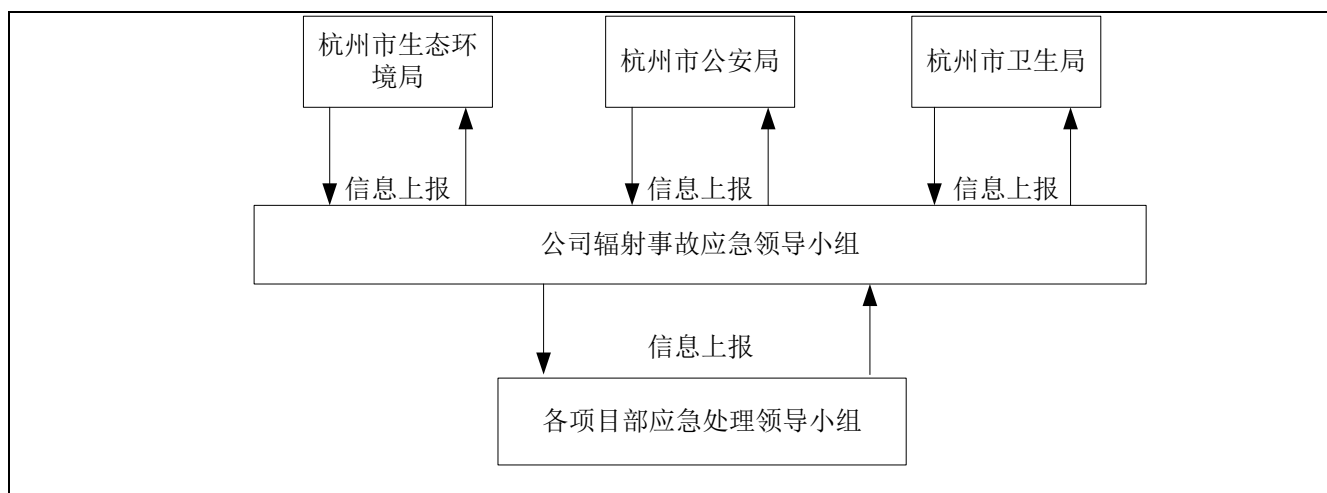 杭州市生态环
境局
杭州市公安局
杭州市卫生局
信息上报
信息上报
信息上报
公司辐射事故应急领导小组
信息上报
各项目部应急处理领导小组